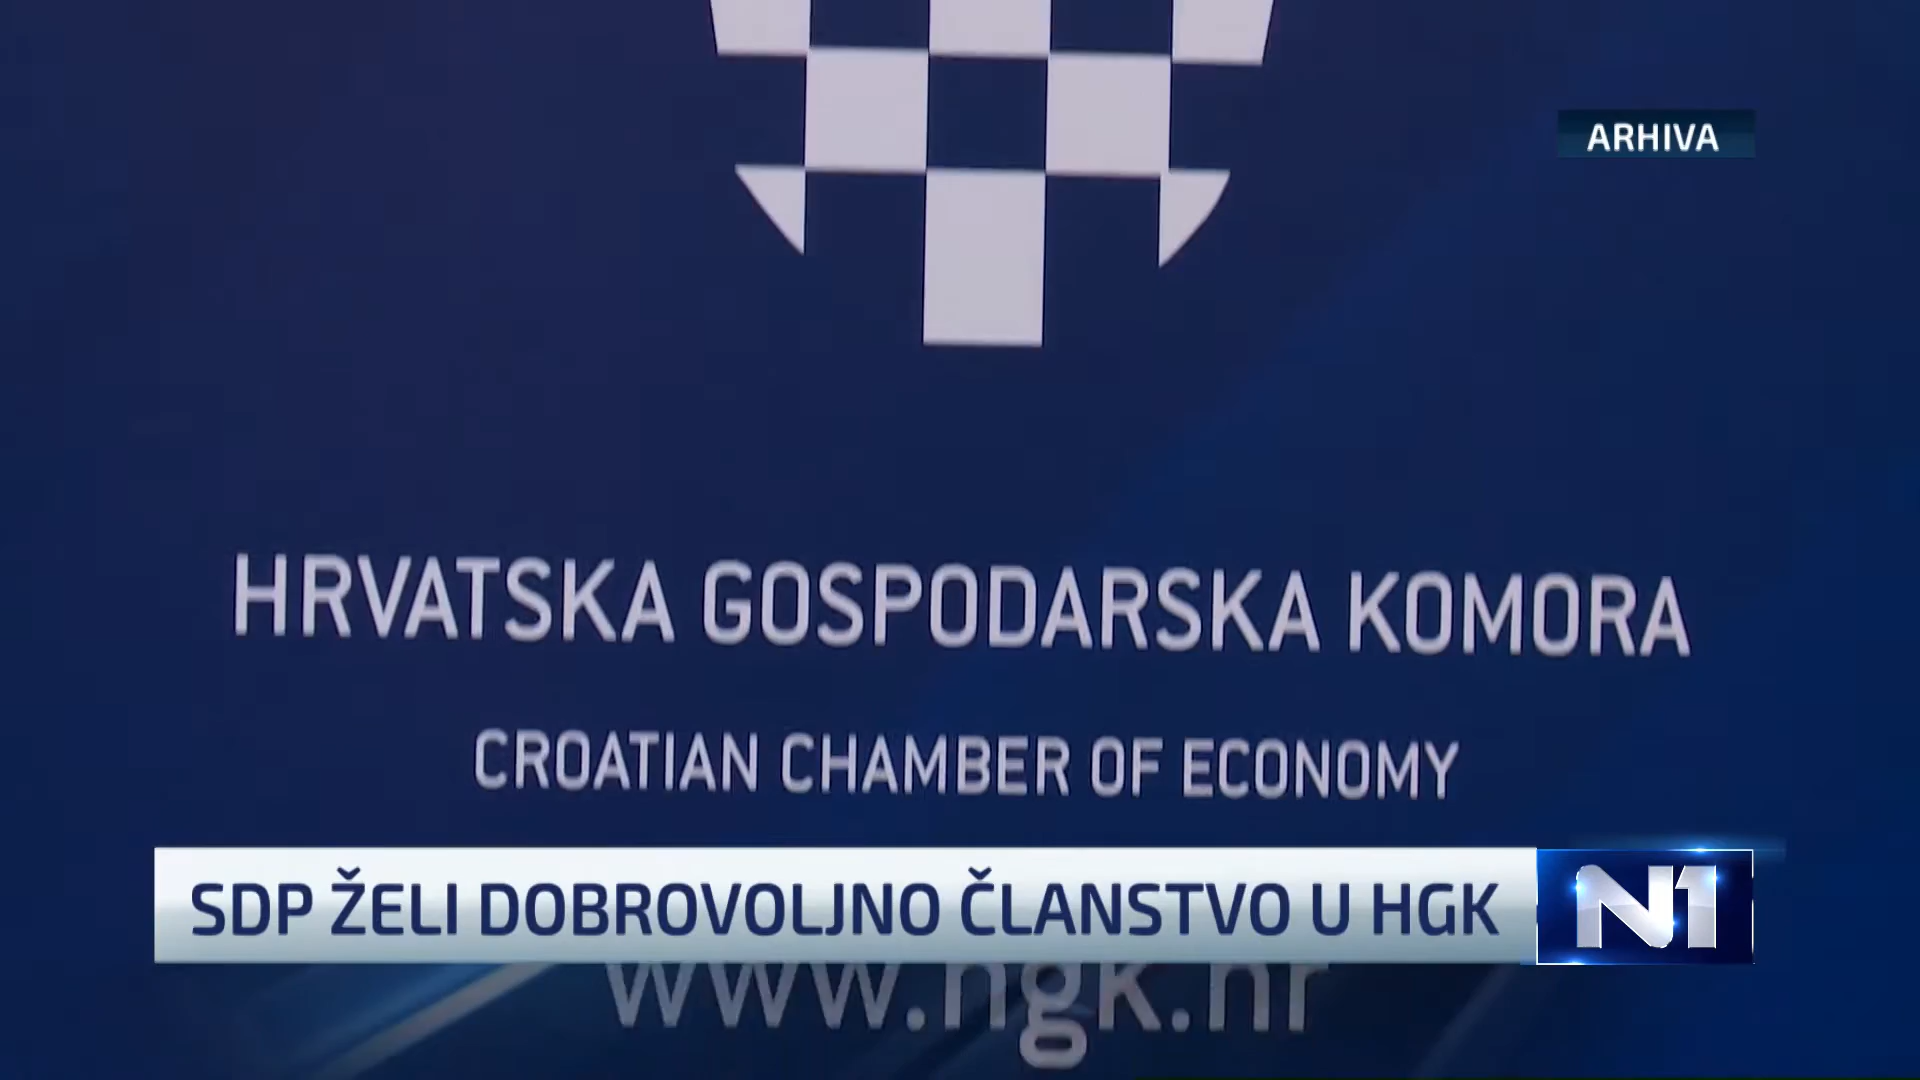 ARHIVA
HRVATSKA GOSPODARSKA KOMORA
CROATIAN CHAMBER OF ECONOMY
SDP ŽELI DOBROVOLJNO ČLANSTVO U HGK
N1
www.hgk.hr